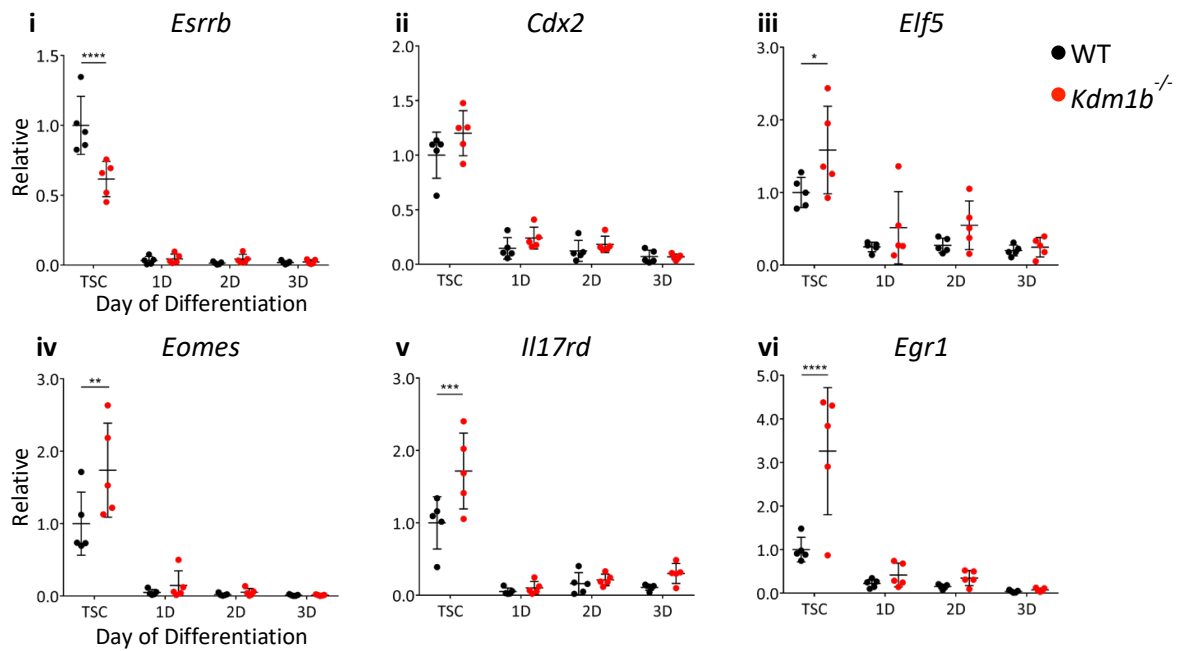 i Esrrb
ii Cdx2
iii Elf5
WT
Kdm1b-/-
Relative
1.5
1.0
0.5
0.0
****
TSC 1D 2D 3D
Day of Differentiation
2.0
1.5
1.0
0.5
0.0
TSC 1D 2D 3D
3.0
2.0
1.0
0.0
*
TSC 1D 2D 3D
iv Eomes
v Il17rd
vi Egr1
Relative
3.0
2.0
1.0
0.0
**
TSC 1D 2D 3D
Day of Differentiation
3.0
2.0
1.0
0.0
***
TSC 1D 2D 3D
5.0
4.0
3.0
2.0
1.0
0.0
****
TSC 1D 2D 3D